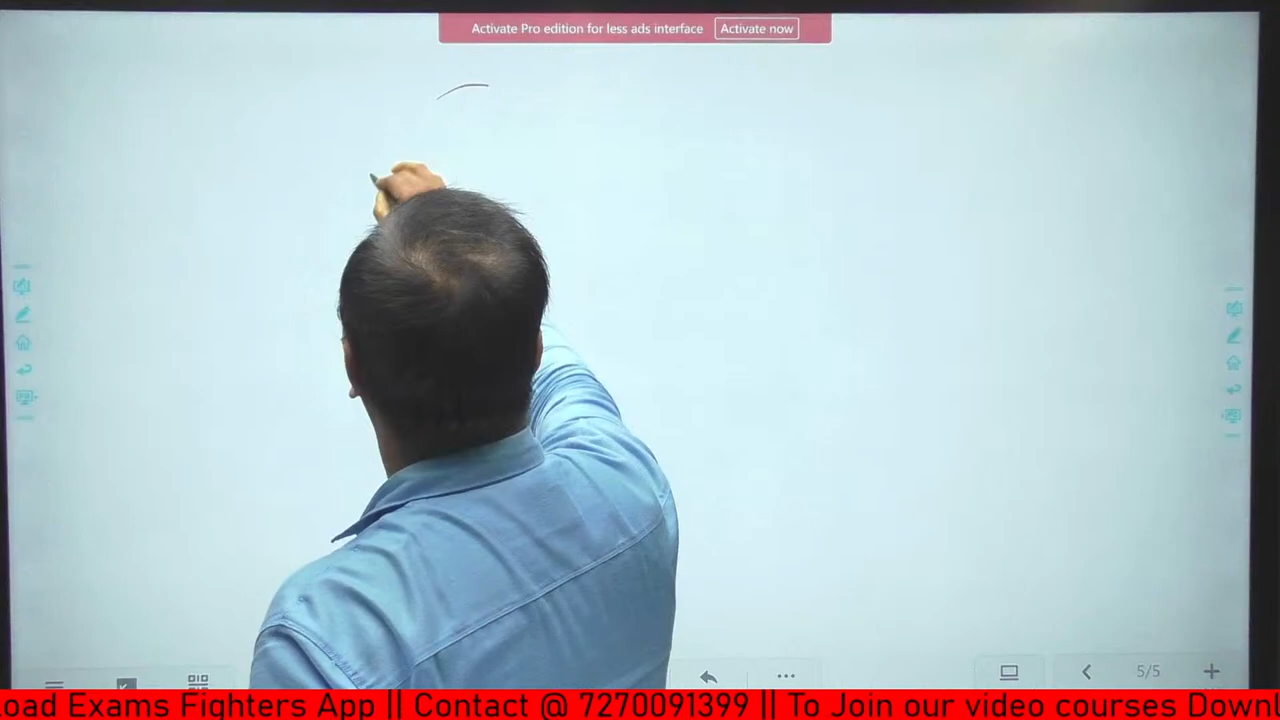 Activate Pro edition for less ads interface Activate now
5/5
load Exams Fighters App || Contact @ 7270091399 || To Join our video courses Downl